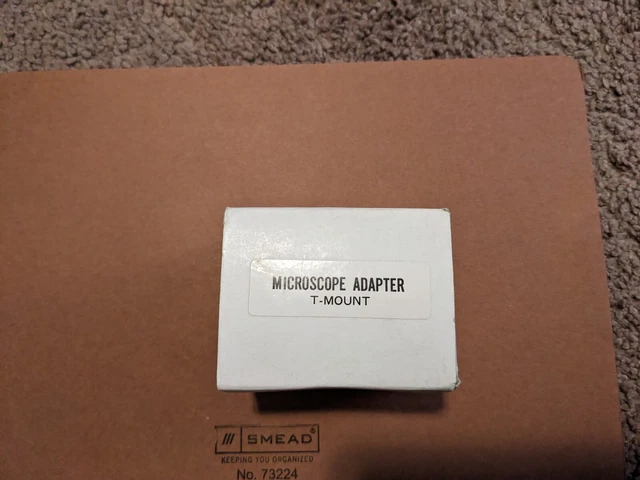 MICROSCOPE ADAPTER
T-MOUNT
SMEAD®
KEEPING YOU ORGANIZED
No. 73224